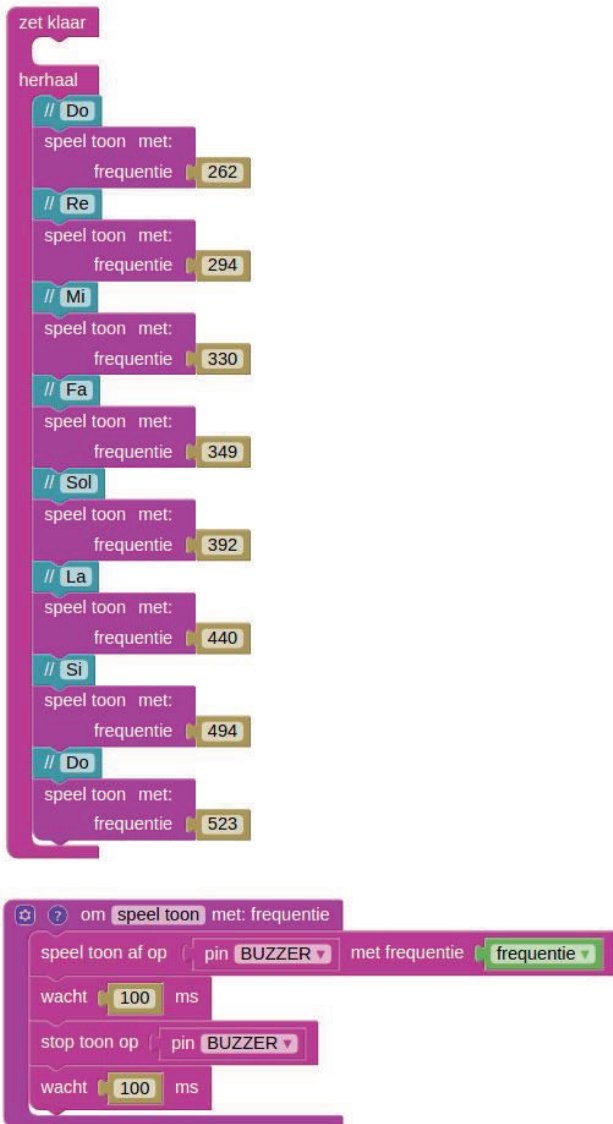 zet klaar
herhaal
// Do
speel toon met:
frequentie 262
// Re
speel toon met:
frequentie 294
// Mi
speel toon met:
frequentie 330
// Fa
speel toon met:
frequentie 349
// Sol
speel toon met:
frequentie 392
// La
speel toon met:
frequentie 440
// Si
speel toon met:
frequentie 494
// Do
speel toon met:
frequentie 523
? om speel toon met: frequentie
speel toon af op pin BUZZER met frequentie frequentie
wacht 100 ms
stop toon op pin BUZZER
wacht 100 ms